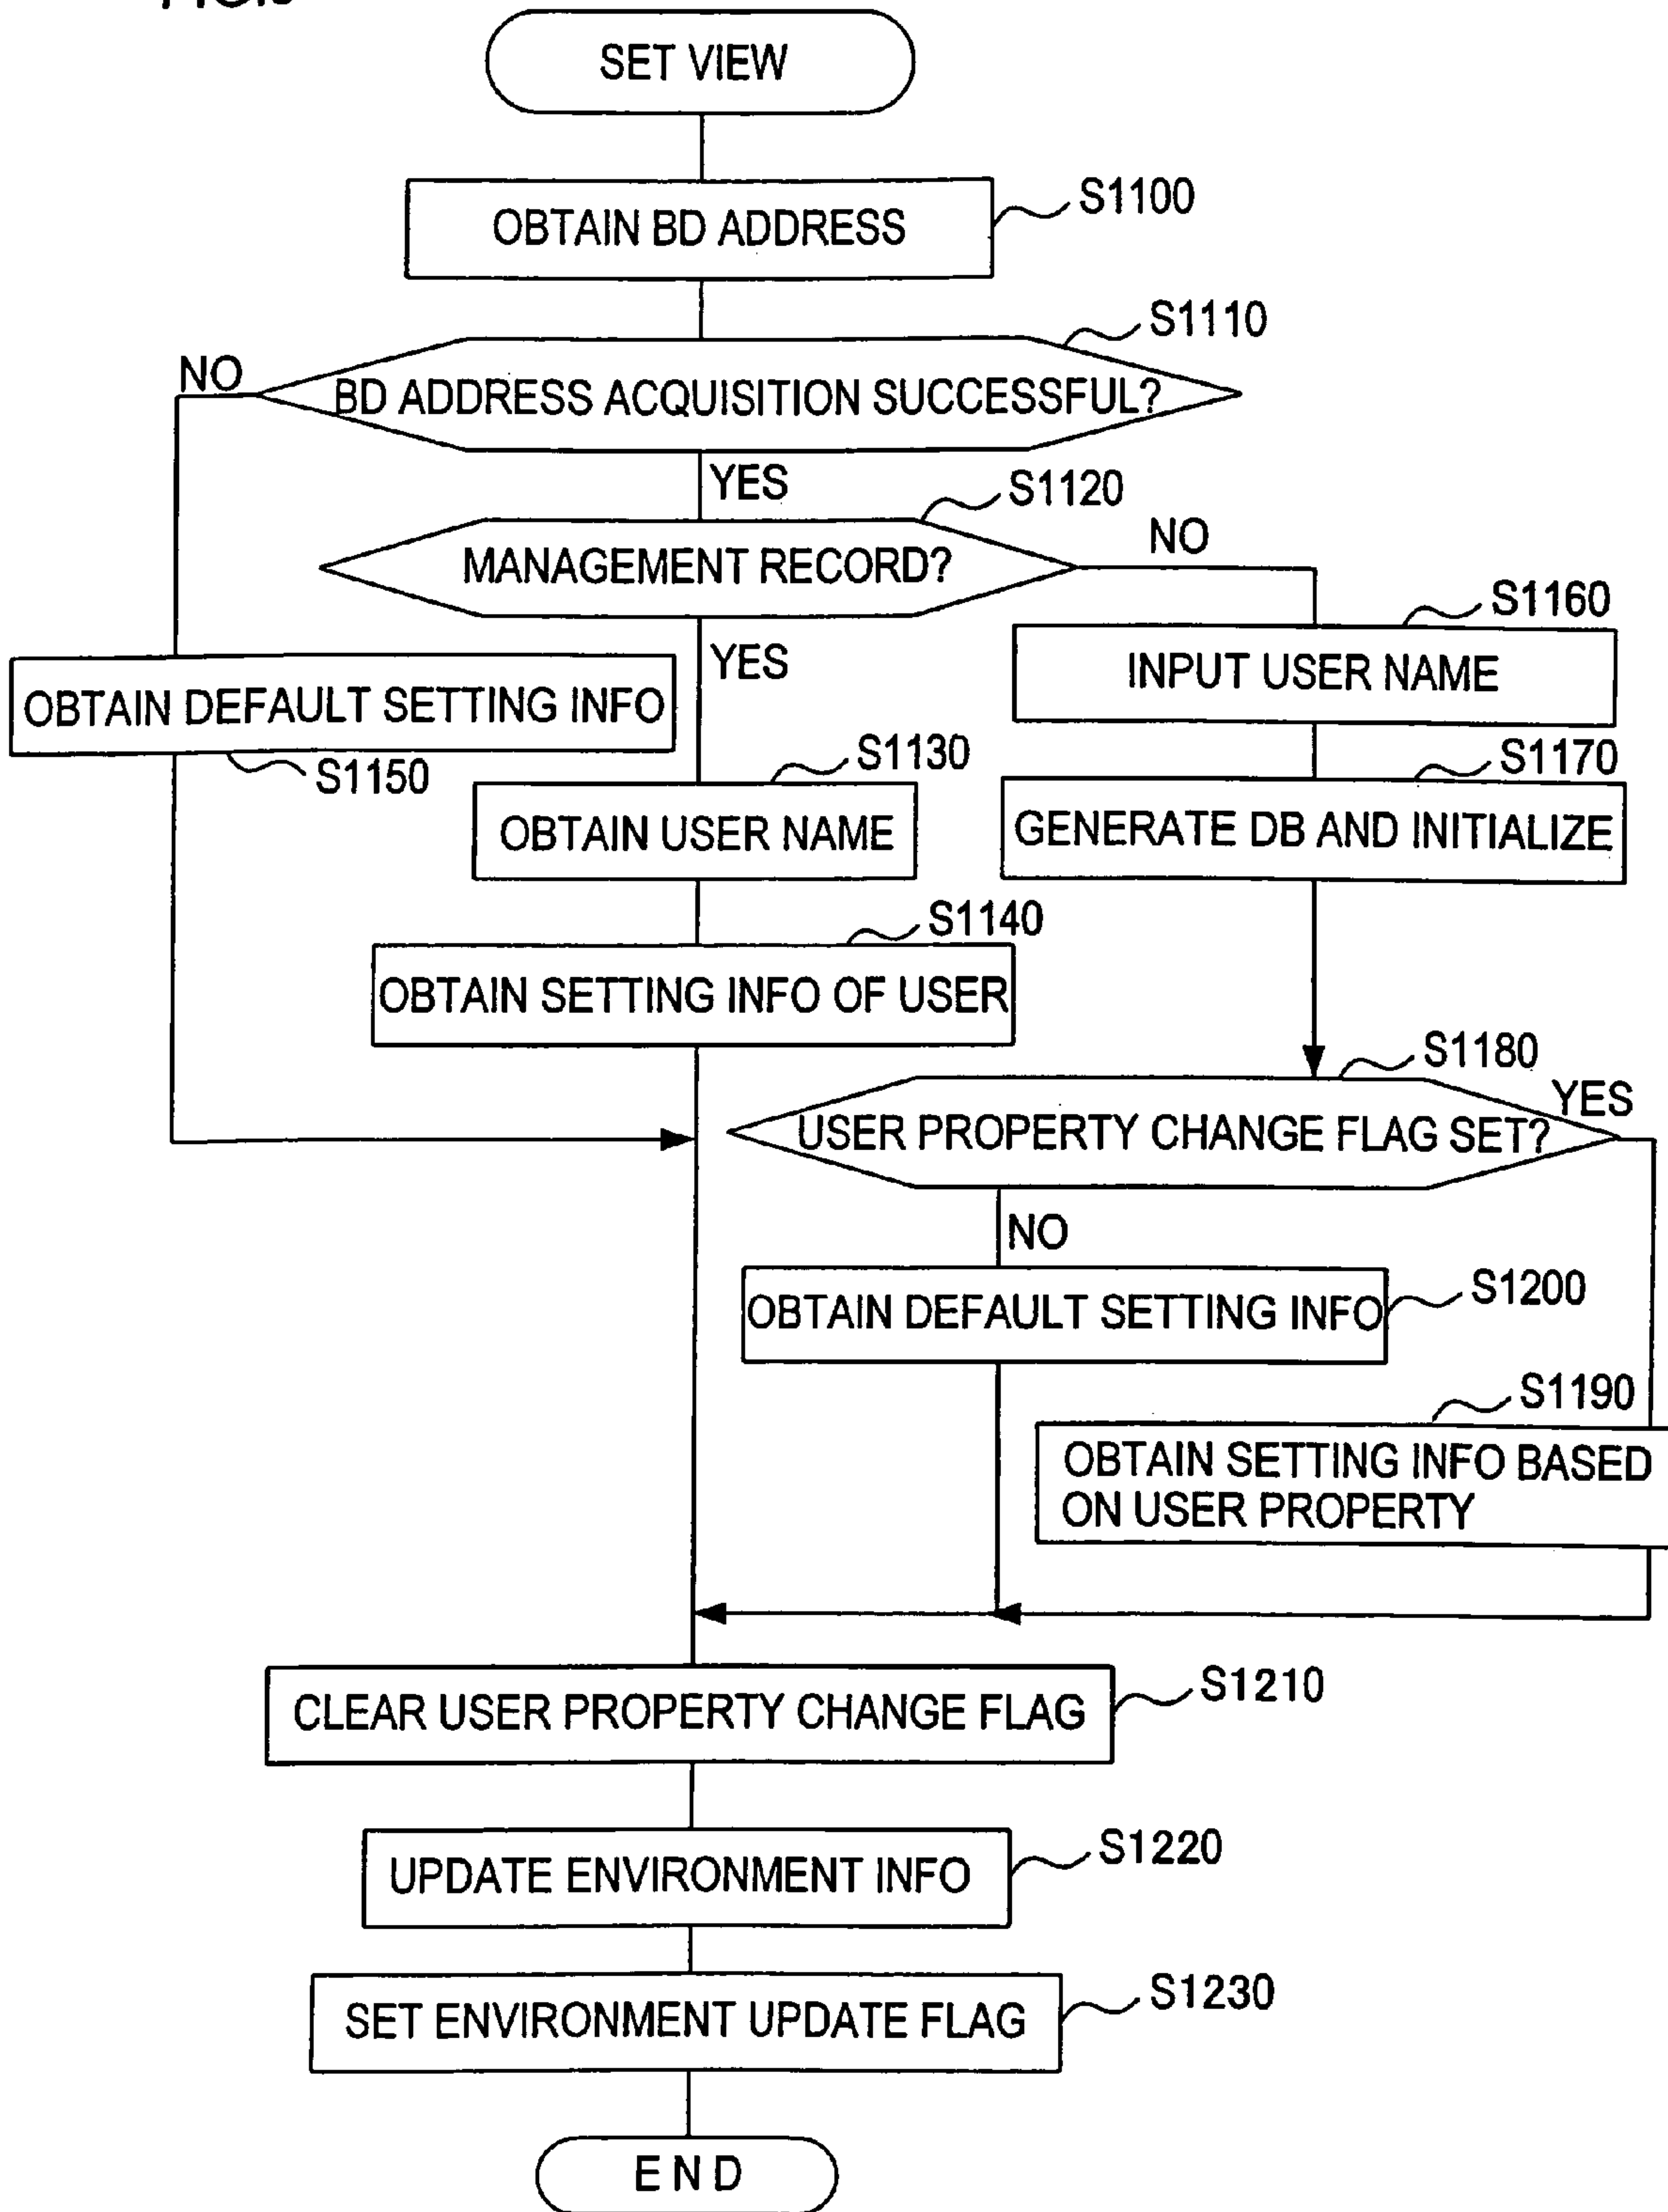 SET VIEW
OBTAIN BD ADDRESS
S1100
S1110
NO
BD ADDRESS ACQUISITION SUCCESSFUL?
YES
S1120
MANAGEMENT RECORD?
NO
S1160
YES
INPUT USER NAME
OBTAIN DEFAULT SETTING INFO
S1150
S1130
S1170
OBTAIN USER NAME
GENERATE DB AND INITIALIZE
S1140
OBTAIN SETTING INFO OF USER
S1180
YES
USER PROPERTY CHANGE FLAG SET?
NO
S1200
OBTAIN DEFAULT SETTING INFO
S1190
OBTAIN SETTING INFO BASED
ON USER PROPERTY
S1210
CLEAR USER PROPERTY CHANGE FLAG
S1220
UPDATE ENVIRONMENT INFO
S1230
SET ENVIRONMENT UPDATE FLAG
END